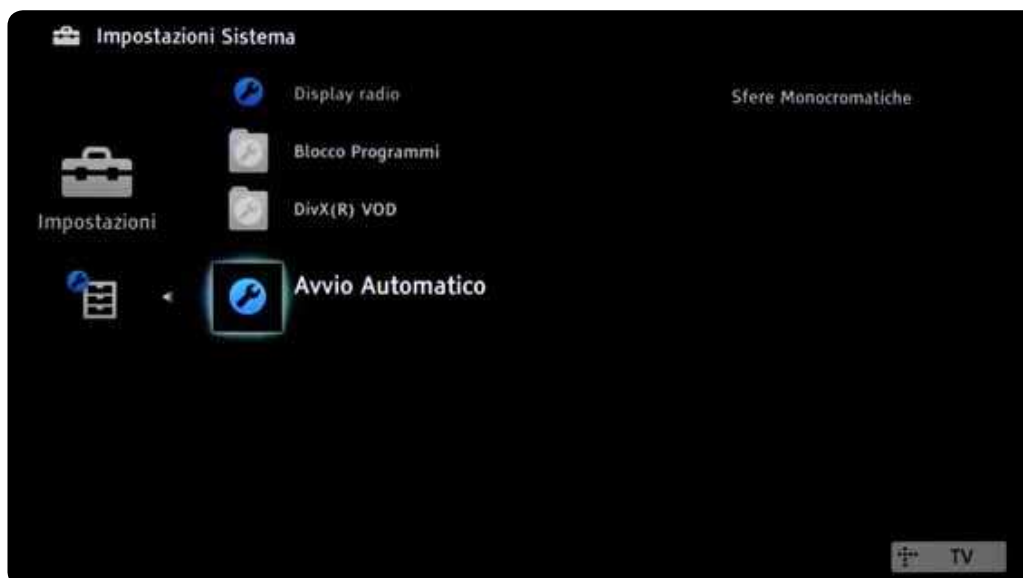 Impostazioni Sistema
Display radio
Sfere Monocromatiche
Blocco Programmi
Impostazioni
DivX(R) VOD
Avvio Automatico
TV